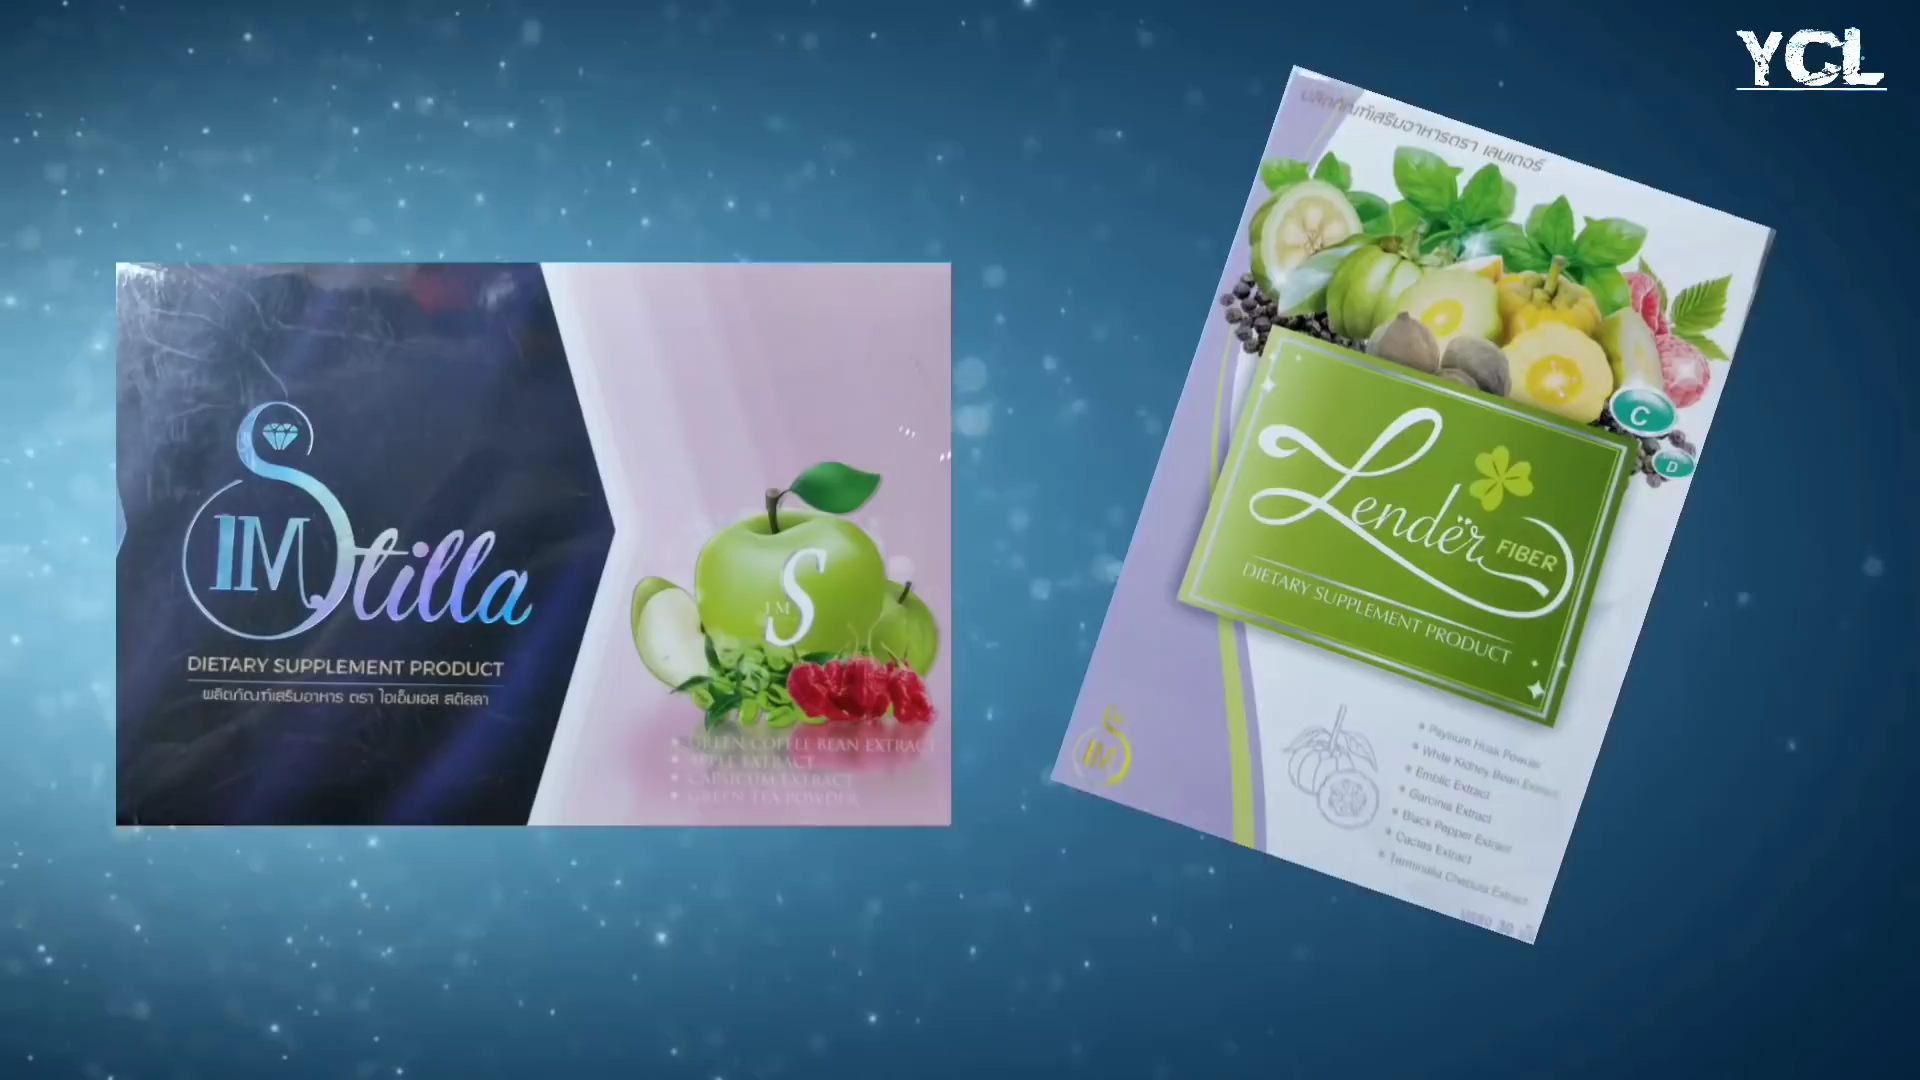 YCL
IMStilla
DIETARY SUPPLEMENT PRODUCT
ผลิตภัณฑ์เสริมอาหาร ตรา ไอเอ็มเอส สติลลา
IM S
GREEN COFFEE BEAN EXTRACT
APPLE EXTRACT
CAPSICUM EXTRACT
GREEN TEA POWDER
ผลิตภัณฑ์เสริมอาหารตรา เลนเดอร์
C
D
Lendër FIBER
DIETARY SUPPLEMENT PRODUCT
IM
Psyllium Husk Powder
White Kidney Bean Extract
Emblic Extract
Garcinia Extract
Black Pepper Extract
Cactas Extract
Terminalia Chebula Extract